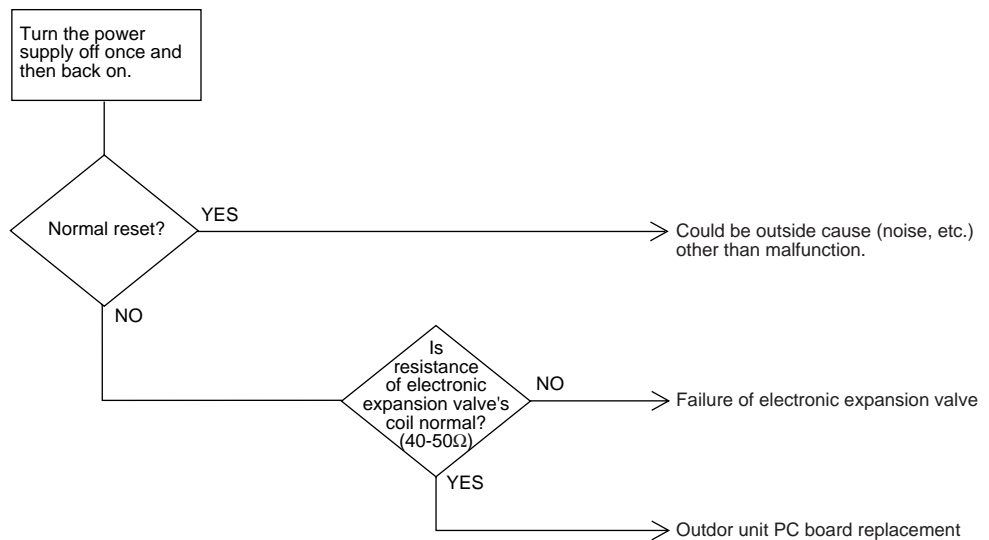 Turn the power
supply off once and
then back on.
Normal reset?
YES
Could be outside cause (noise, etc.)
other than malfunction.
NO
Is
resistance
of electronic
expansion valve's
coil normal?
(40-50Ω)
NO
Failure of electronic expansion valve
YES
Outdor unit PC board replacement